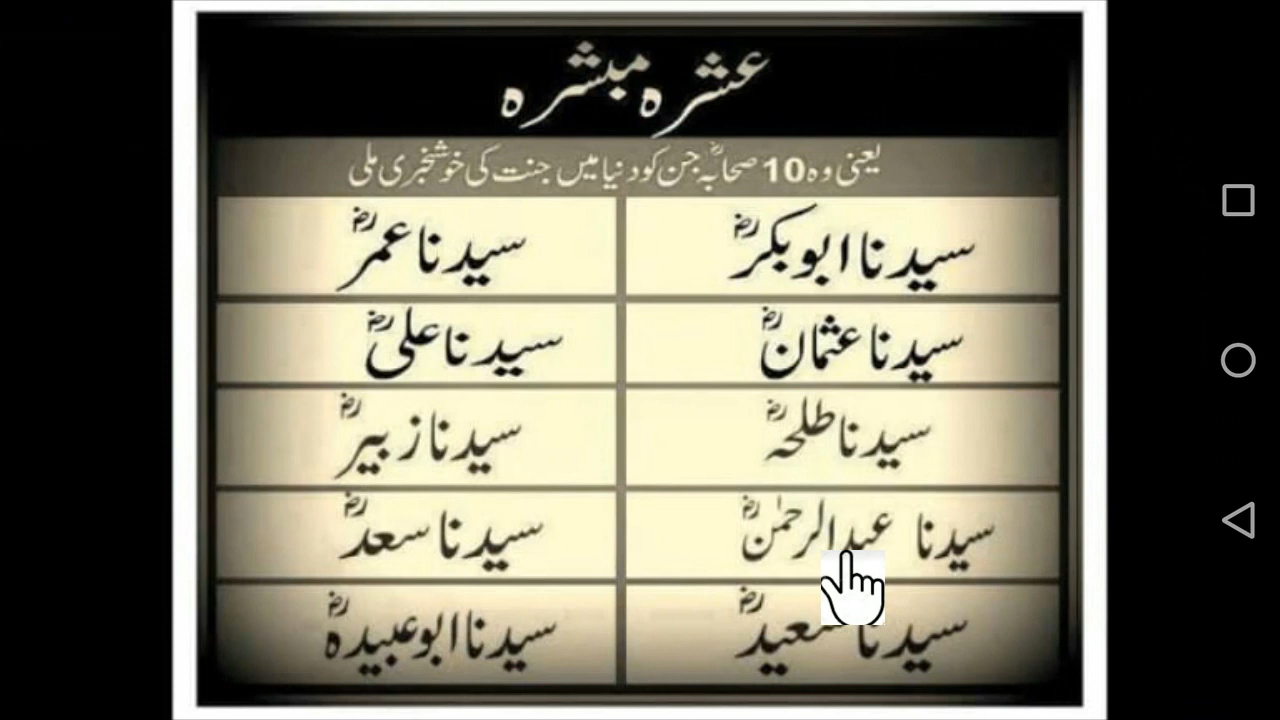 عشرہ مبشرہ
یعنی وہ 10 صحابہؓ جن کو دنیا میں جنت کی خوشخبری ملی
سیدنا ابوبکرؓ
سیدنا عمرؓ
سیدنا عثمانؓ
سیدنا علیؓ
سیدنا طلحہؓ
سیدنا زبیرؓ
سیدنا عبدالرحمٰنؓ
سیدنا سعدؓ
سیدنا سعیدؓ
سیدنا ابوعبیدہؓ